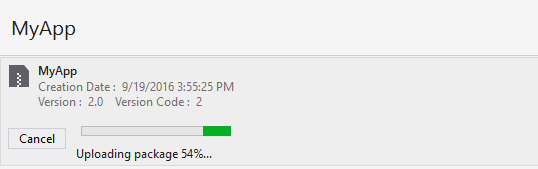 MyApp
MyApp
Creation Date : 9/19/2016 3:55:25 PM
Version : 2.0 Version Code : 2
Cancel
Uploading package 54%...